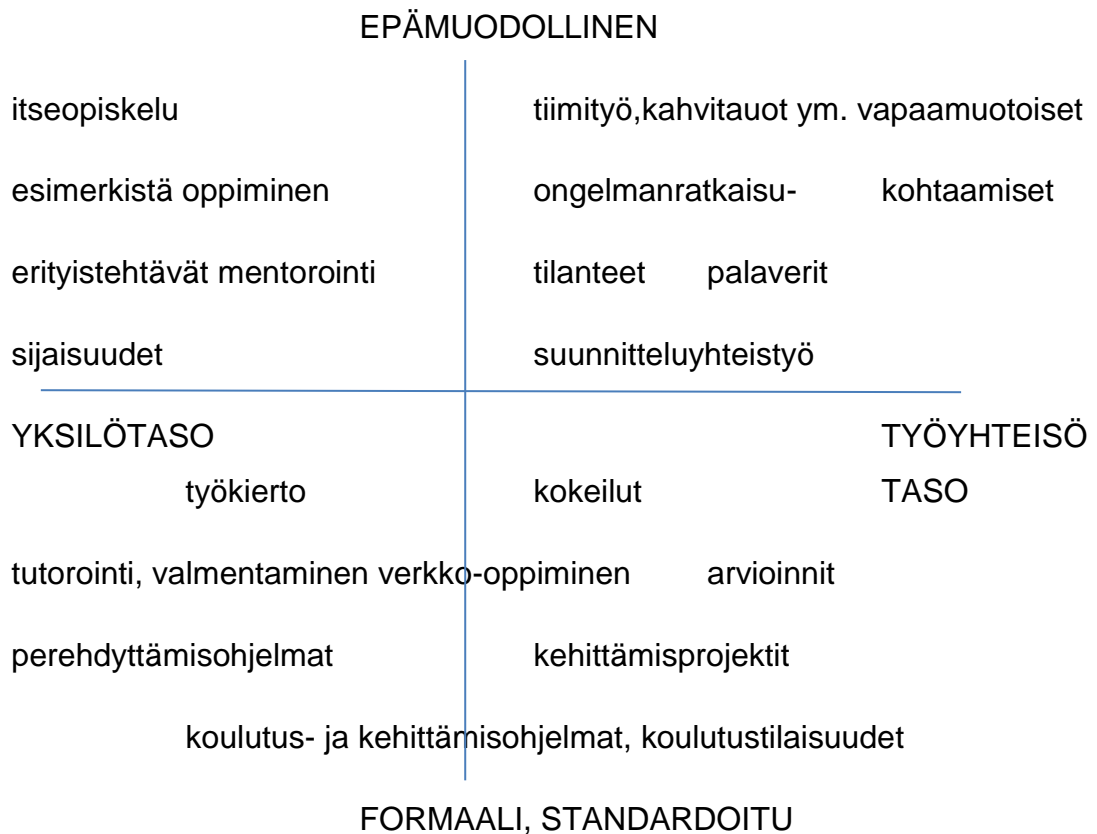 EPÄMUODOLLINEN
itseopiskelu tiimityö,kahvitauot ym. vapaamuotoiset
esimerkistä oppiminen ongelmanratkaisu- kohtaamiset
erityistehtävät mentorointi tilanteet palaverit
sijaisuudet suunnitteluyhteistyö
YKSILÖTASO TYÖYHTEISÖ
työkierto kokeilut TASO
tutorointi, valmentaminen verkko-oppiminen arvioinnit
perehdyttämisohjelmat kehittämisprojektit
koulutus- ja kehittämisohjelmat, koulutustilaisuudet
FORMAALI, STANDARDOITU